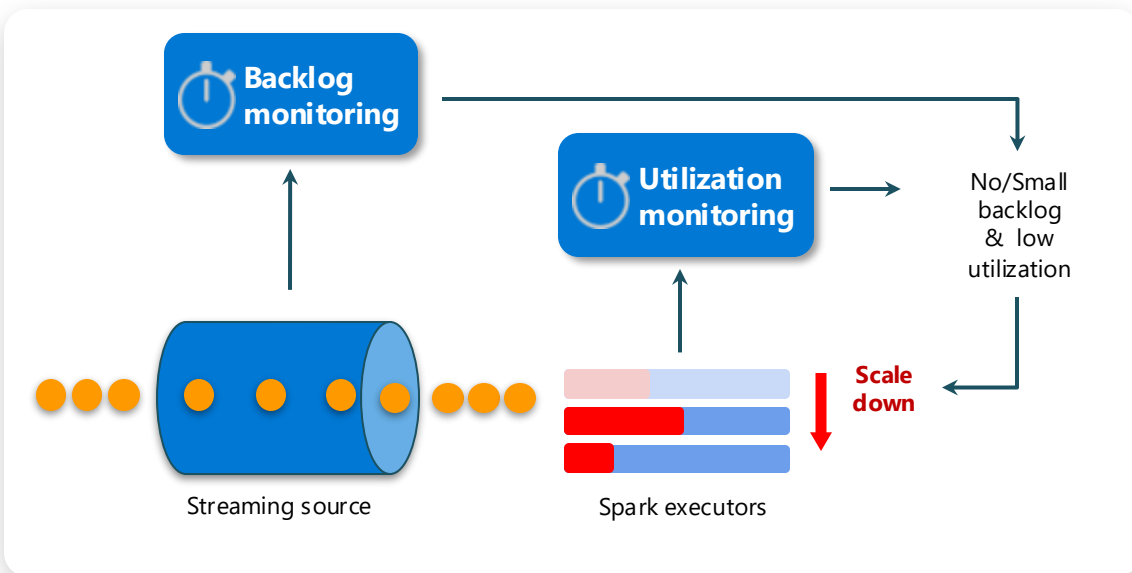 Backlog
monitoring
Utilization
monitoring
No/Small
backlog
& low
utilization
Scale
down
Streaming source
Spark executors